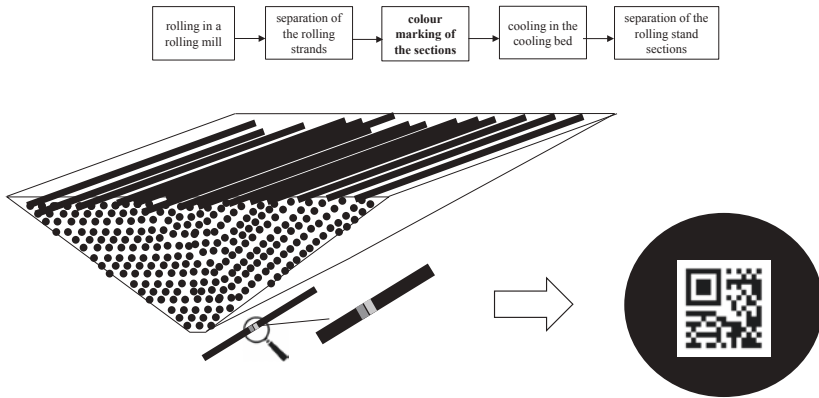 rolling in a
rolling mill
separation of
the rolling
strands
colour
marking of
the sections
cooling in the
cooling bed
separation of the
rolling stand
sections